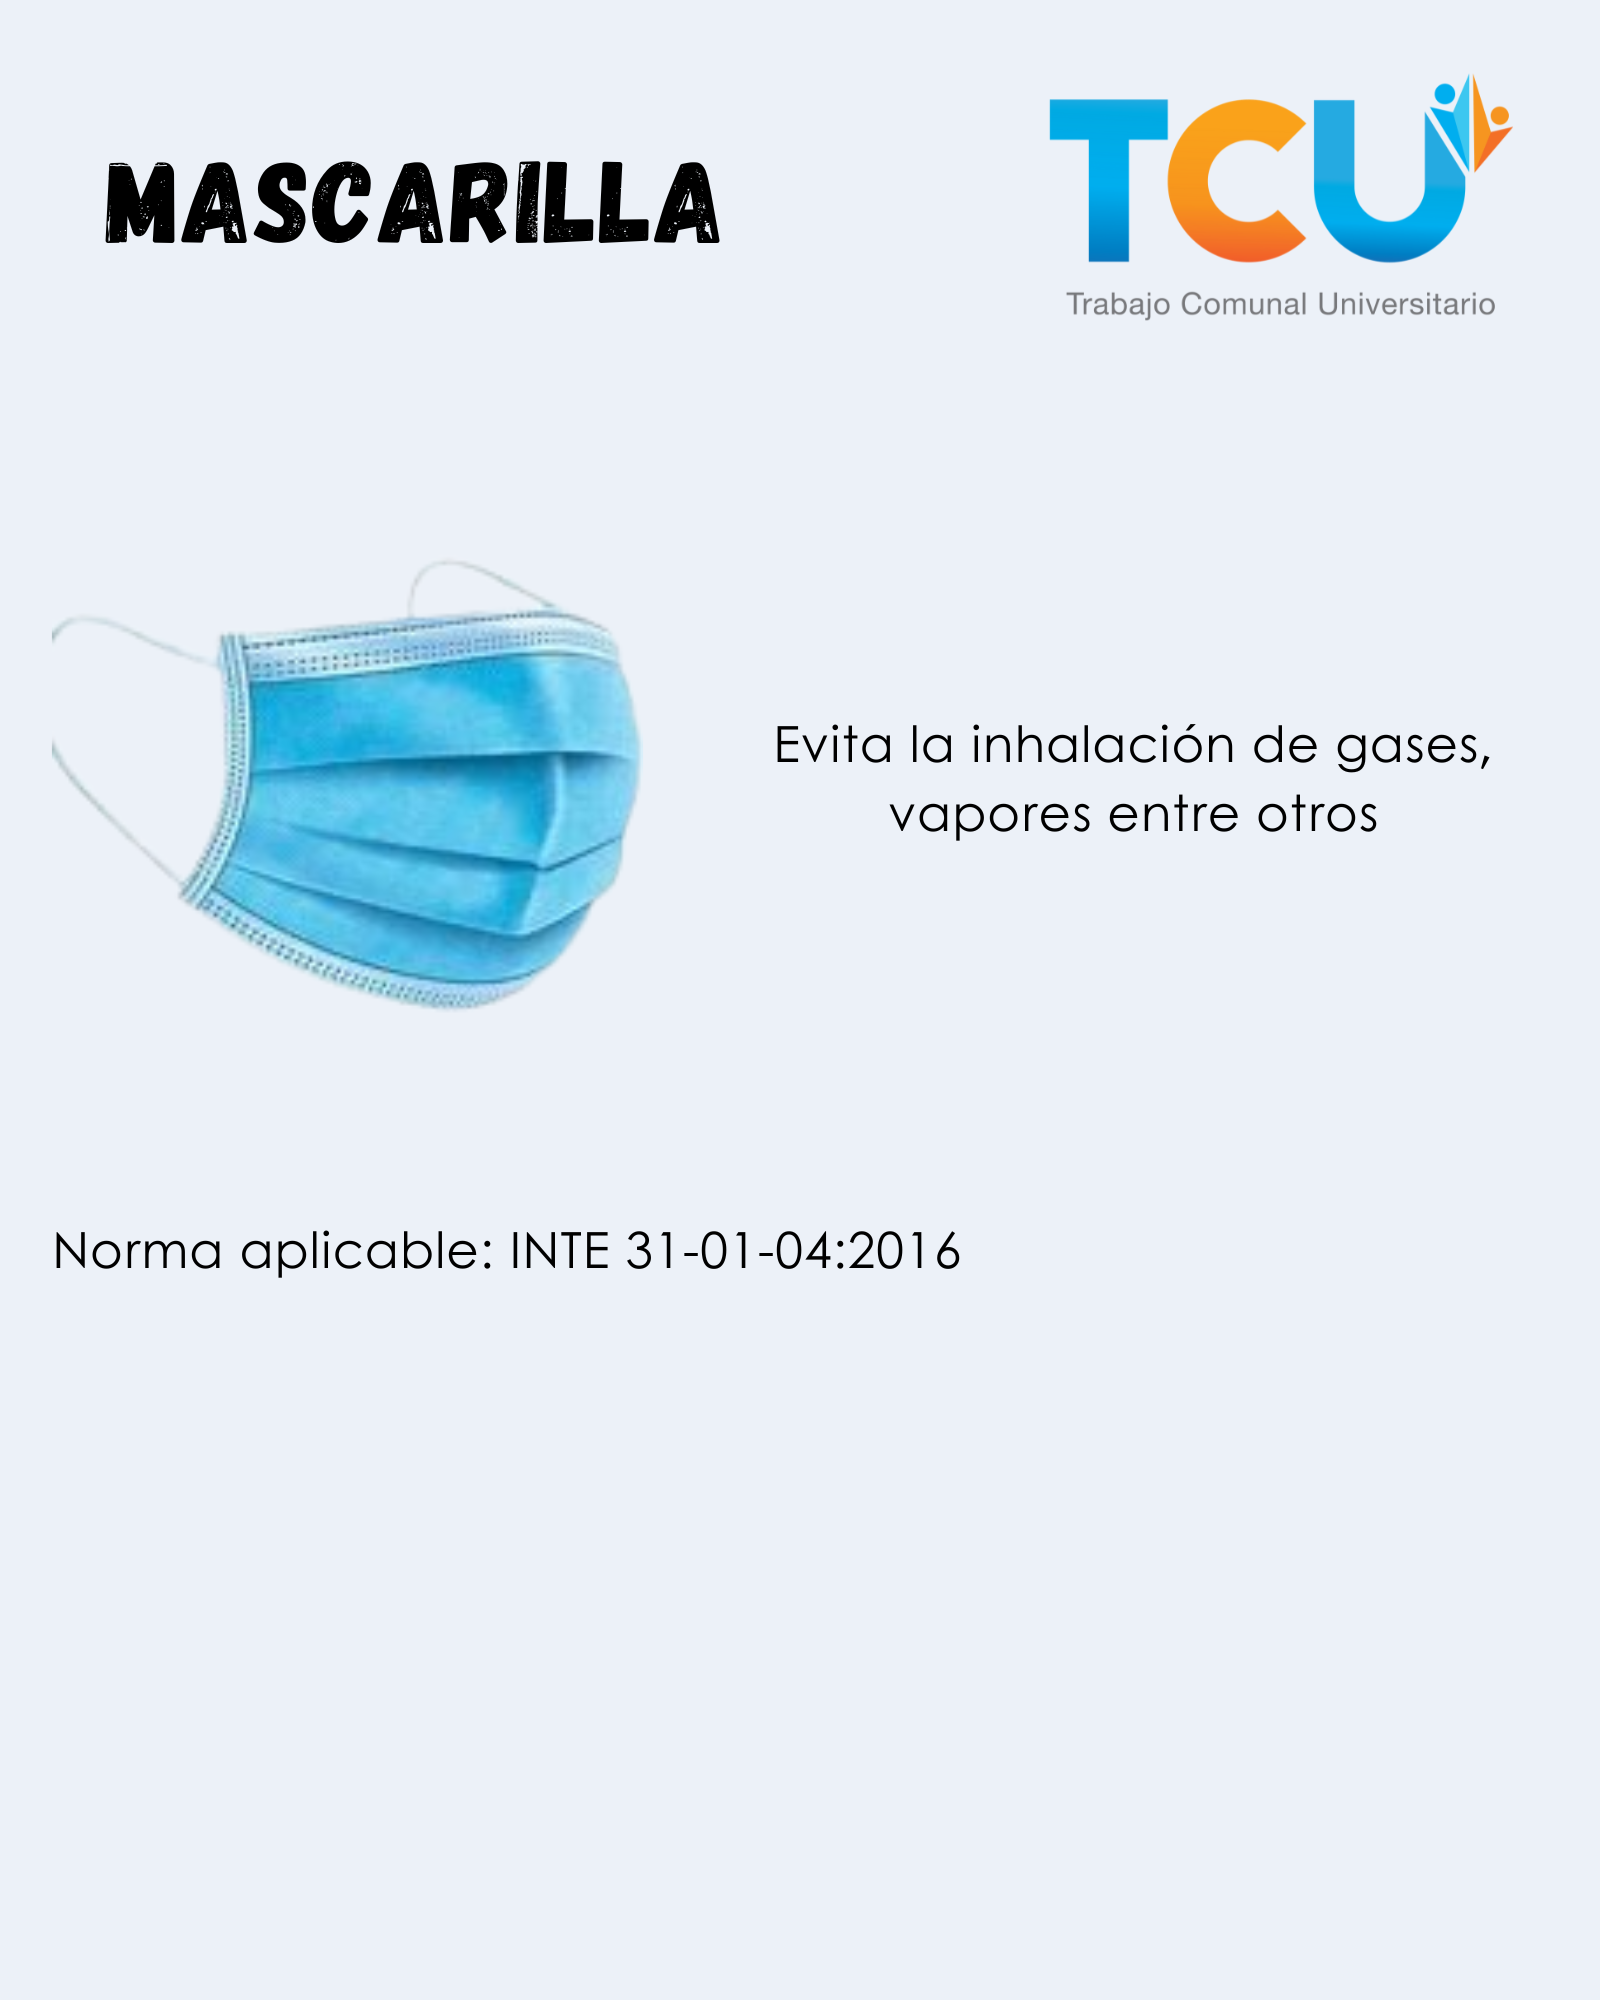 MASCARILLA
TCU
Trabajo Comunal Universitario
Evita la inhalación de gases,
vapores entre otros
Norma aplicable: INTE 31-01-04:2016